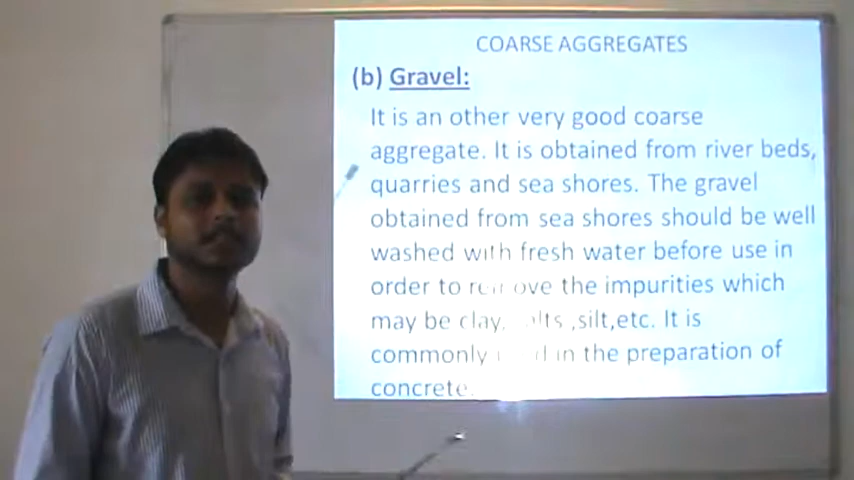 COARSE AGGREGATES
(b) Gravel:
It is an other very good coarse
aggregate. It is obtained from river beds,
quarries and sea shores. The gravel
obtained from sea shores should be well
washed with fresh water before use in
order to remove the impurities which
may be clay, ,silt,etc. It is
commonly in the preparation of
concrete.